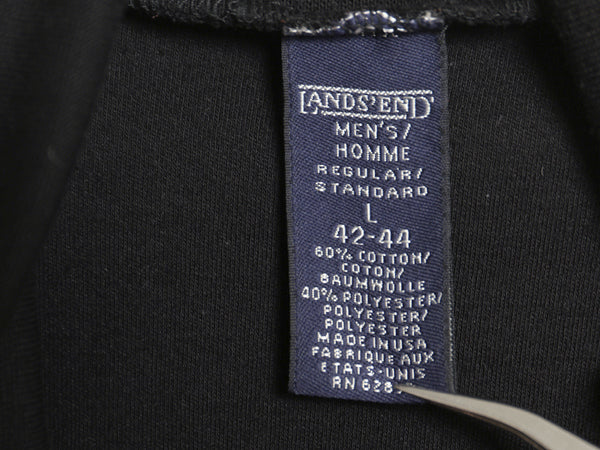 LANDS' END
MEN'S/
HOMME
REGULAR/
STANDARD
L
42-44
60% COTTON/
COTON/
BAUMWOLLE
40% POLYESTER/
POLYESTER/
POLYESTER
MADE IN USA
FABRIQUE AUX
ETATS-UNIS
RN